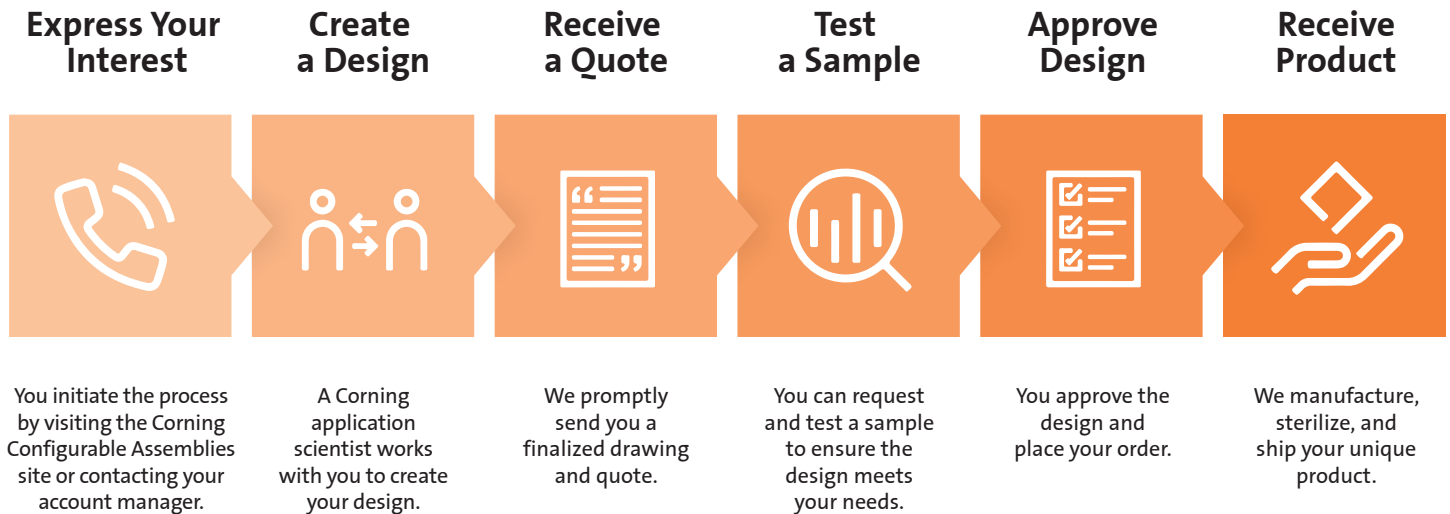 Express Your
Interest
Create
a Design
Receive
a Quote
Test
a Sample
Approve
Design
Receive
Product
You initiate the process
by visiting the Corning
Configurable Assemblies
site or contacting your
account manager.
A Corning
application
scientist works
with you to create
your design.
We promptly
send you a
finalized drawing
and quote.
You can request
and test a sample
to ensure the
design meets
your needs.
You approve the
design and
place your order.
We manufacture,
sterilize, and
ship your unique
product.